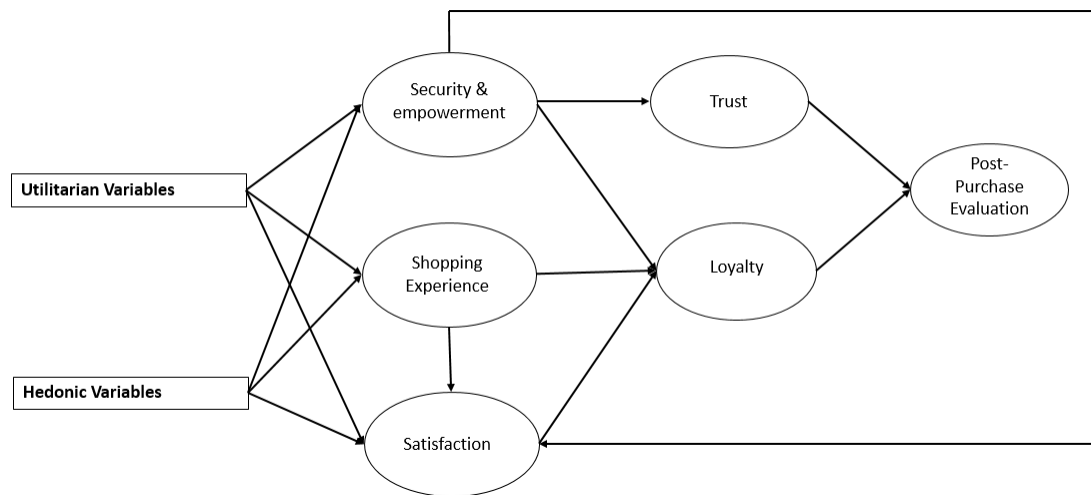 Security &
empowerment
Trust
Post-
Purchase
Evaluation
Utilitarian Variables
Shopping
Experience
Loyalty
Hedonic Variables
Satisfaction